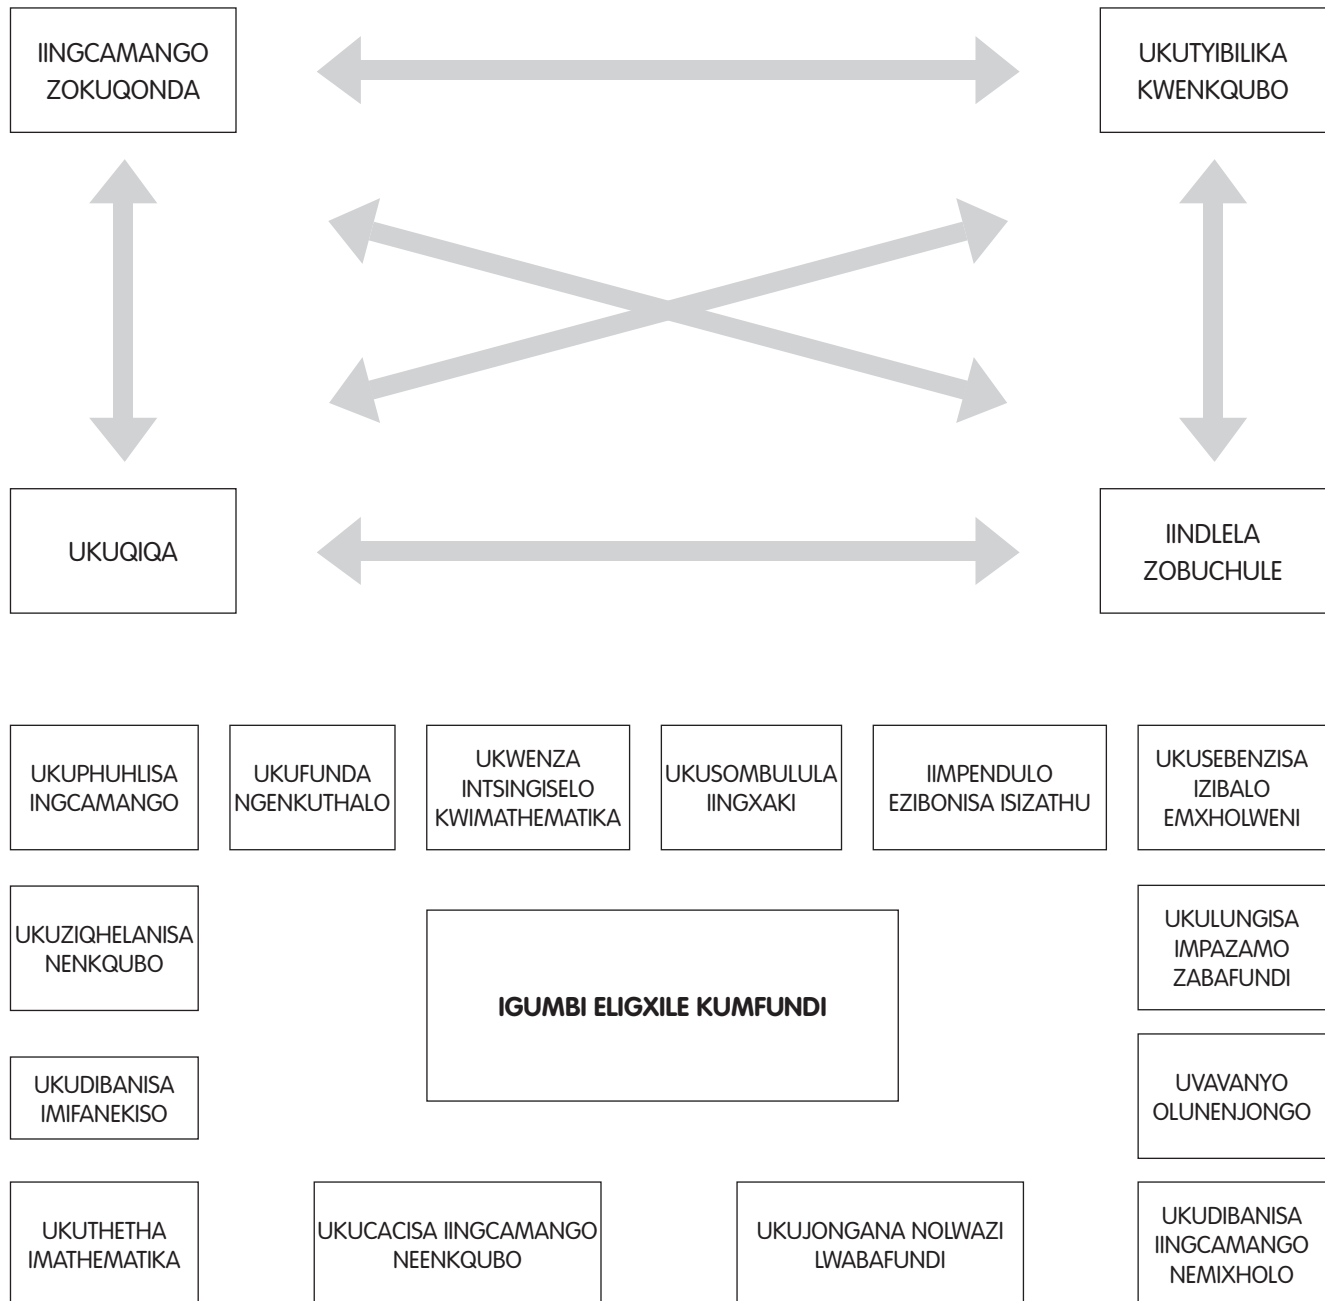 IINGCAMANGO
ZOKUQONDA
UKUTYIBILIKA
KWENKQUBO
UKUQIQA
IINDLELA
ZOBUCHULE
UKUPHUHLISA
INGCAMANGO
UKUFUNDA
NGENKUTHALO
UKWENZA
INTSINGISELO
KWIMATHEMATIKA
UKUSOMBULULA
IINGXAKI
IIMPENDULO
EZIBONISA ISIZATHU
UKUSEBENZISA
IZIBALO
EMXHOLWENI
UKUZIQHELANISA
NENKQUBO
IGUMBI ELIGXILE KUMFUNDI
UKULUNGISA
IMPAZAMO
ZABAFUNDI
UKUDIBANISA
IMIFANEKISO
UVAVANYO
OLUNENJONGO
UKUTHETHA
IMATHEMATIKA
UKUCACISA IINGCAMANGO
NEENKQUBO
UKUJONGANA NOLWAZI
LWABAFUNDI
UKUDIBANISA
IINGCAMANGO
NEMIXHOLO